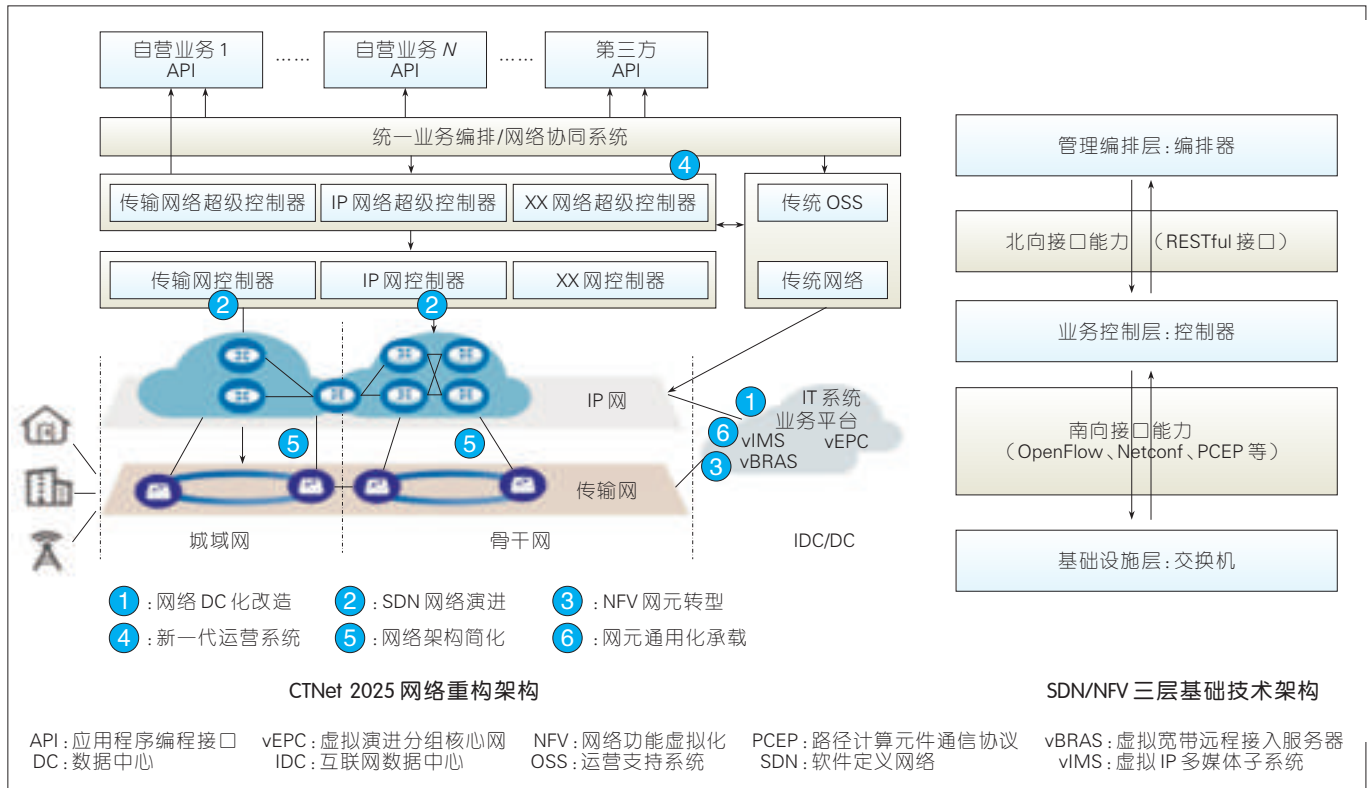 自营业务 1
API
……
自营业务 N
API
……
第三方
API
统一业务编排/网络协同系统
4
传输网络超级控制器
IP 网络超级控制器
XX 网络超级控制器
传统 OSS
传输网控制器
IP 网控制器
XX 网控制器
传统网络
2
2
IP 网
5
5
传输网
1
IT 系统
业务平台
6
vIMS
vEPC
3
vBRAS
城域网
骨干网
IDC/DC
1:网络 DC 化改造
2:SDN 网络演进
3:NFV 网元转型
4:新一代运营系统
5:网络架构简化
6:网元通用化承载
CTNet 2025 网络重构架构
管理编排层:编排器
北向接口能力 (RESTful 接口)
业务控制层:控制器
南向接口能力
(OpenFlow、Netconf、PCEP 等)
基础设施层:交换机
SDN/NFV 三层基础技术架构
API:应用程序编程接口 vEPC:虚拟演进分组核心网 NFV:网络功能虚拟化 PCEP:路径计算元件通信协议 vBRAS:虚拟宽带远程接入服务器
DC:数据中心 IDC:互联网数据中心 OSS:运营支持系统 SDN:软件定义网络 vIMS:虚拟 IP 多媒体子系统